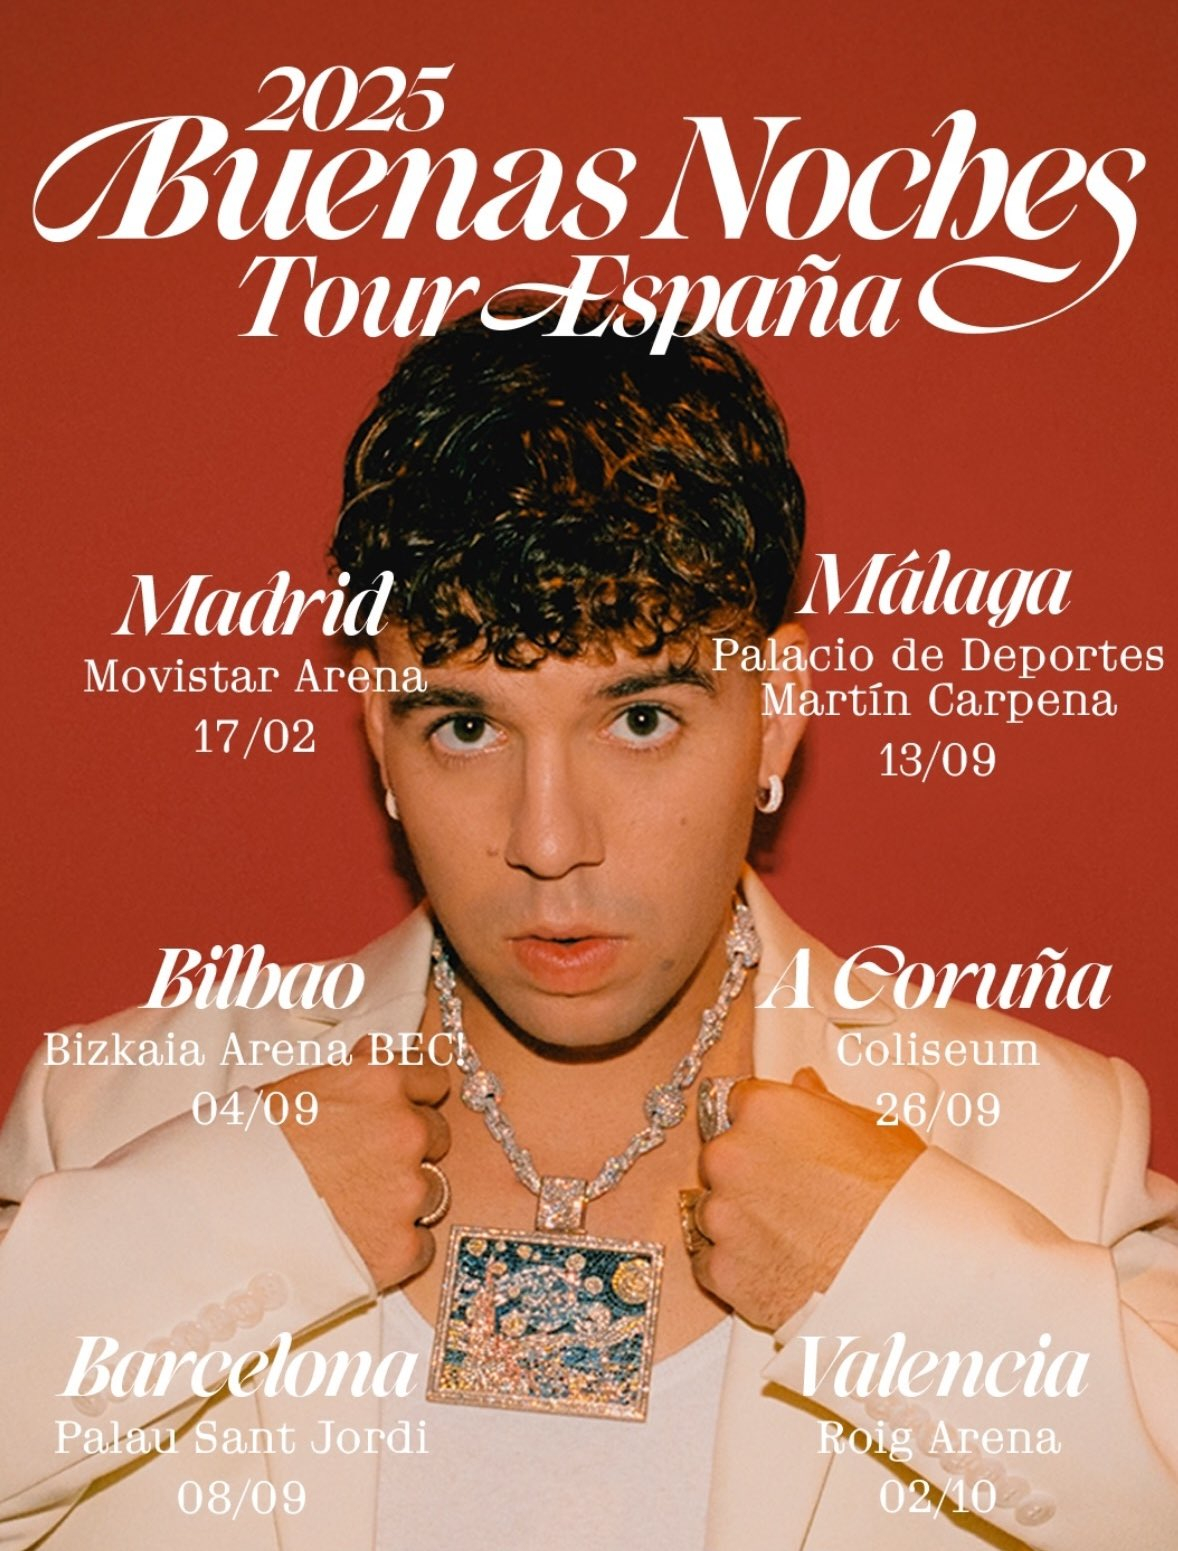 2025
Buenas Noches
Tour España
Madrid
Movistar Arena
17/02
Málaga
Palacio de Deportes
Martín Carpena
13/09
Bilbao
Bizkaia Arena BEC!
04/09
A Coruña
Coliseum
26/09
Barcelona
Palau Sant Jordi
08/09
Valencia
Roig Arena
02/10